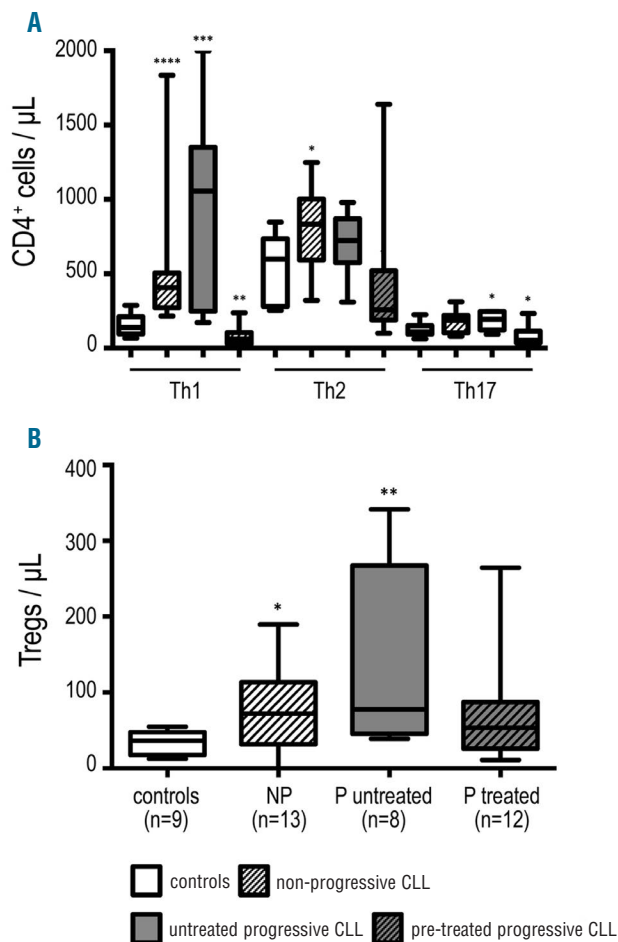 A
CD4+ cells / µL
2000
1500
1000
500
0
**** *** ** * * *
Th1 Th2 Th17
B
Tregs / µL
400
300
200
100
0
* **
controls NP P untreated P treated
(n=9) (n=13) (n=8) (n=12)
controls non-progressive CLL
untreated progressive CLL pre-treated progressive CLL